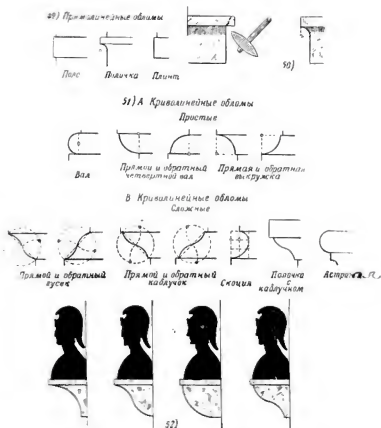 49) Прямолинейные обломы
50)
Пояс Полочка Плинт
51) А Криволинейные обломы
Простые
Вал
Прямой и обратный
четвертной вал
Прямая и обратная
выкружка
В Криволинейные обломы
Сложные
Прямой и обратный
гусек
Прямой и обратный
каблучок
Скоция
Полочка
с
каблучком
52)